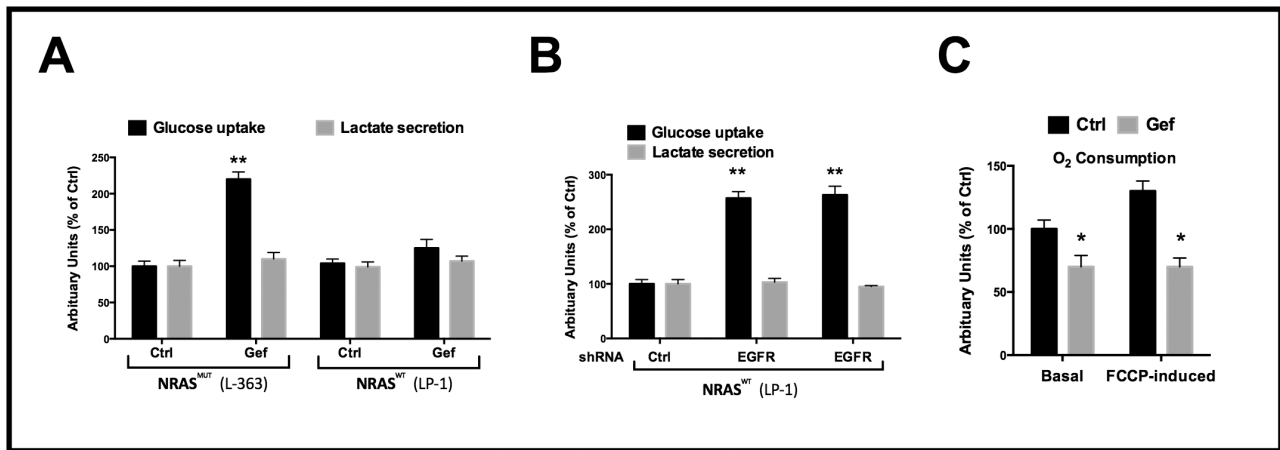 A
Glucose uptake
Lactate secretion
Arbituary Units (% of Ctrl)
250
200
150
100
50
0
**
Ctrl
Gef
Ctrl
Gef
NRAS^MUT (L-363)
NRAS^WT (LP-1)
B
Glucose uptake
Lactate secretion
Arbituary Units (% of Ctrl)
300
200
100
0
**
**
shRNA
Ctrl
EGFR
EGFR
NRAS^WT (LP-1)
C
Ctrl
Gef
O₂ Consumption
Arbituary Units (% of Ctrl)
150
100
50
0
*
*
Basal
FCCP-induced